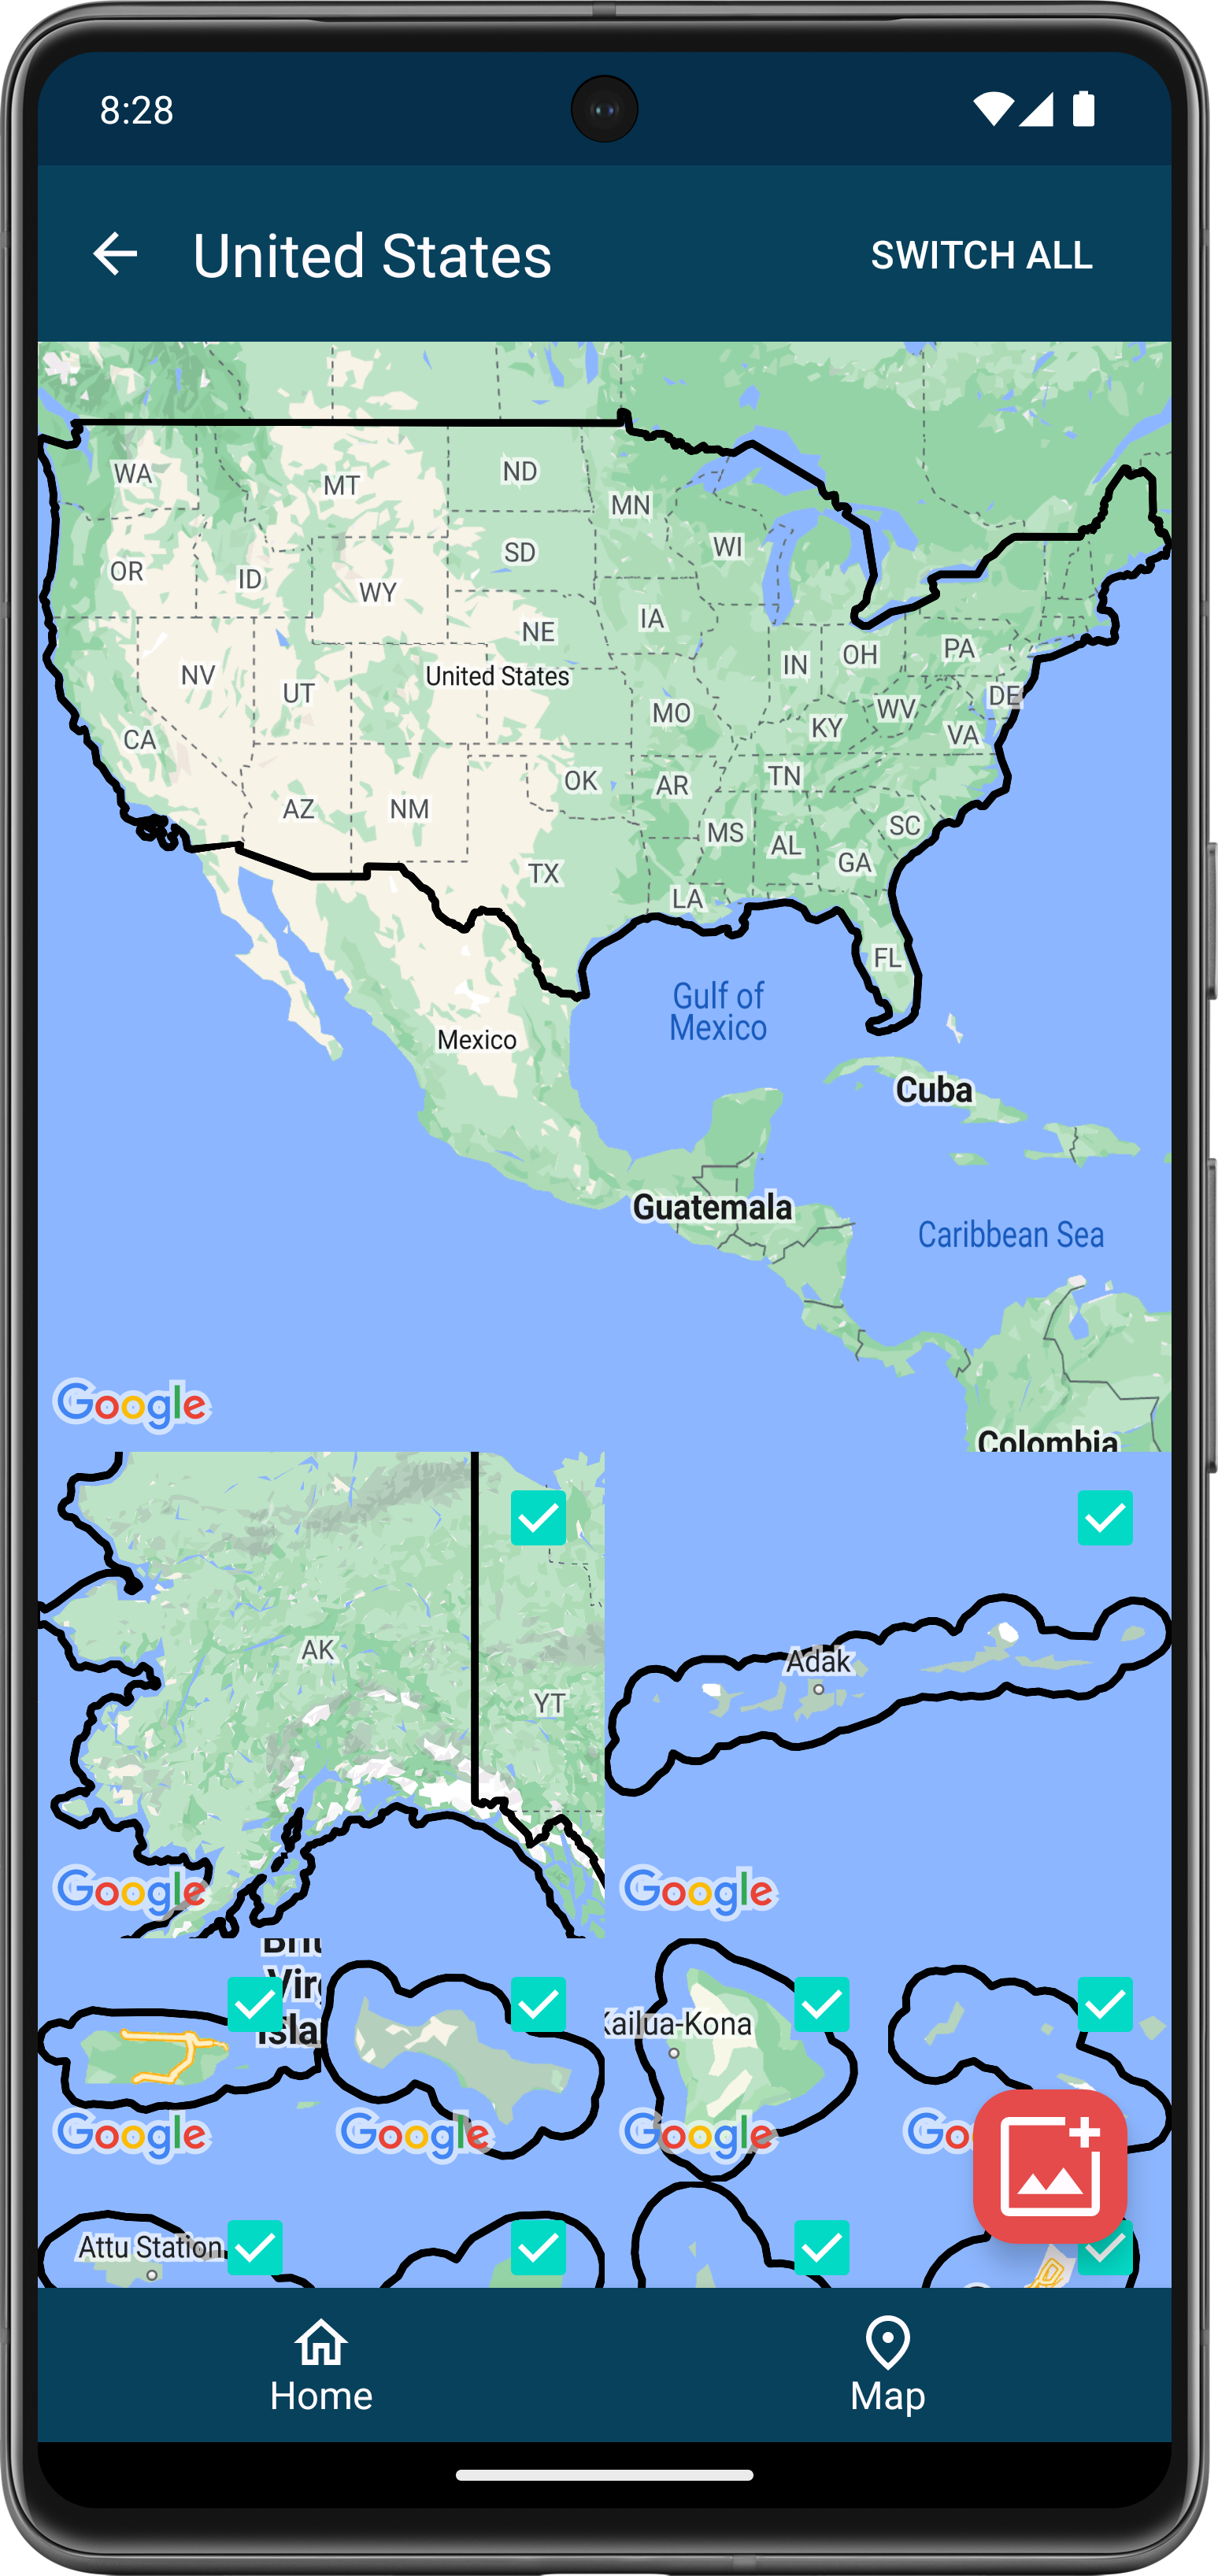 8:28
United States
SWITCH ALL
WA
MT
ND
MN
OR
ID
SD
WI
WY
IA
NE
NV
UT
United States
IN
OH
PA
DE
CA
MO
KY
WV
VA
AZ
NM
OK
AR
TN
MS
AL
SC
GA
TX
LA
FL
Gulf of
Mexico
Mexico
Cuba
Guatemala
Caribbean Sea
Google
Colombia
AK
YT
Google
Adak
Google
Virg
Isla
Google
Google
Kailua-Kona
Google
Go
Attu Station
Home
Map